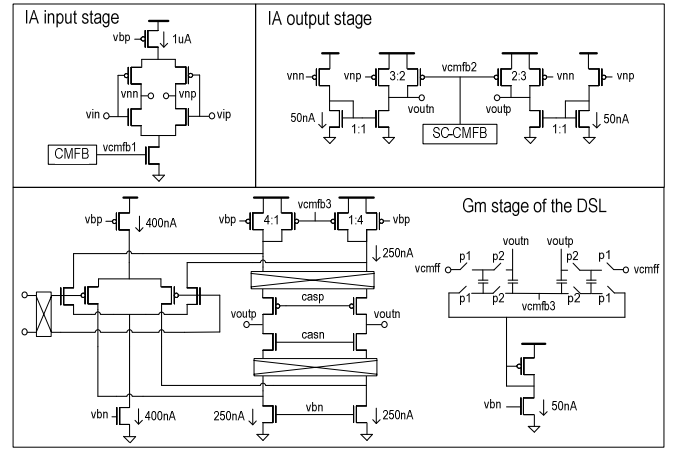 IA input stage
vbp
1uA
vnn
vnp
vin
vip
CMFB
vcmfb1
IA output stage
vnn
vnp
3:2
vcmfb2
2:3
vnn
vnp
voutn
voutp
50nA
1:1
SC-CMFB
1:1
50nA
vbp
400nA
vbp
4:1
vcmfb3
1:4
vbp
250nA
casp
voutp
voutn
casn
vbn
400nA
250nA
vbn
250nA
Gm stage of the DSL
voutn
voutp
p1
p2
p2
p1
vcmff
vcmff
p1
p2
vcmfb3
p2
p1
vbn
50nA